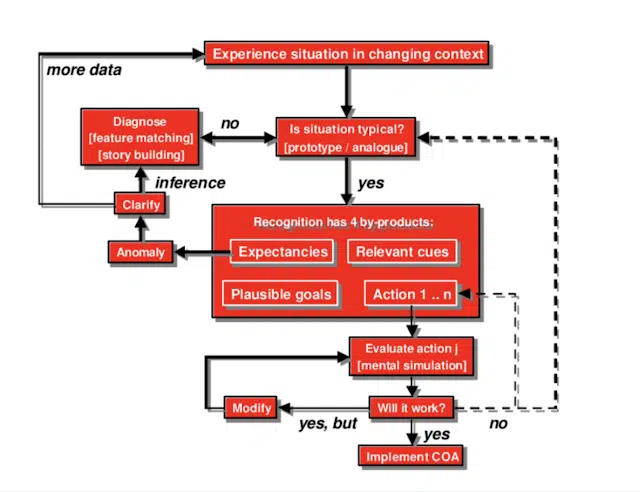 Experience situation in changing context
more data
Diagnose
[feature matching]
[story building]
no
Is situation typical?
[prototype / analogue]
inference
yes
Clarify
Recognition has 4 by-products:
Anomaly
Expectancies
Relevant cues
Plausible goals
Action 1 .. n
Evaluate action j
[mental simulation]
Modify
Will it work?
yes, but
no
yes
Implement COA